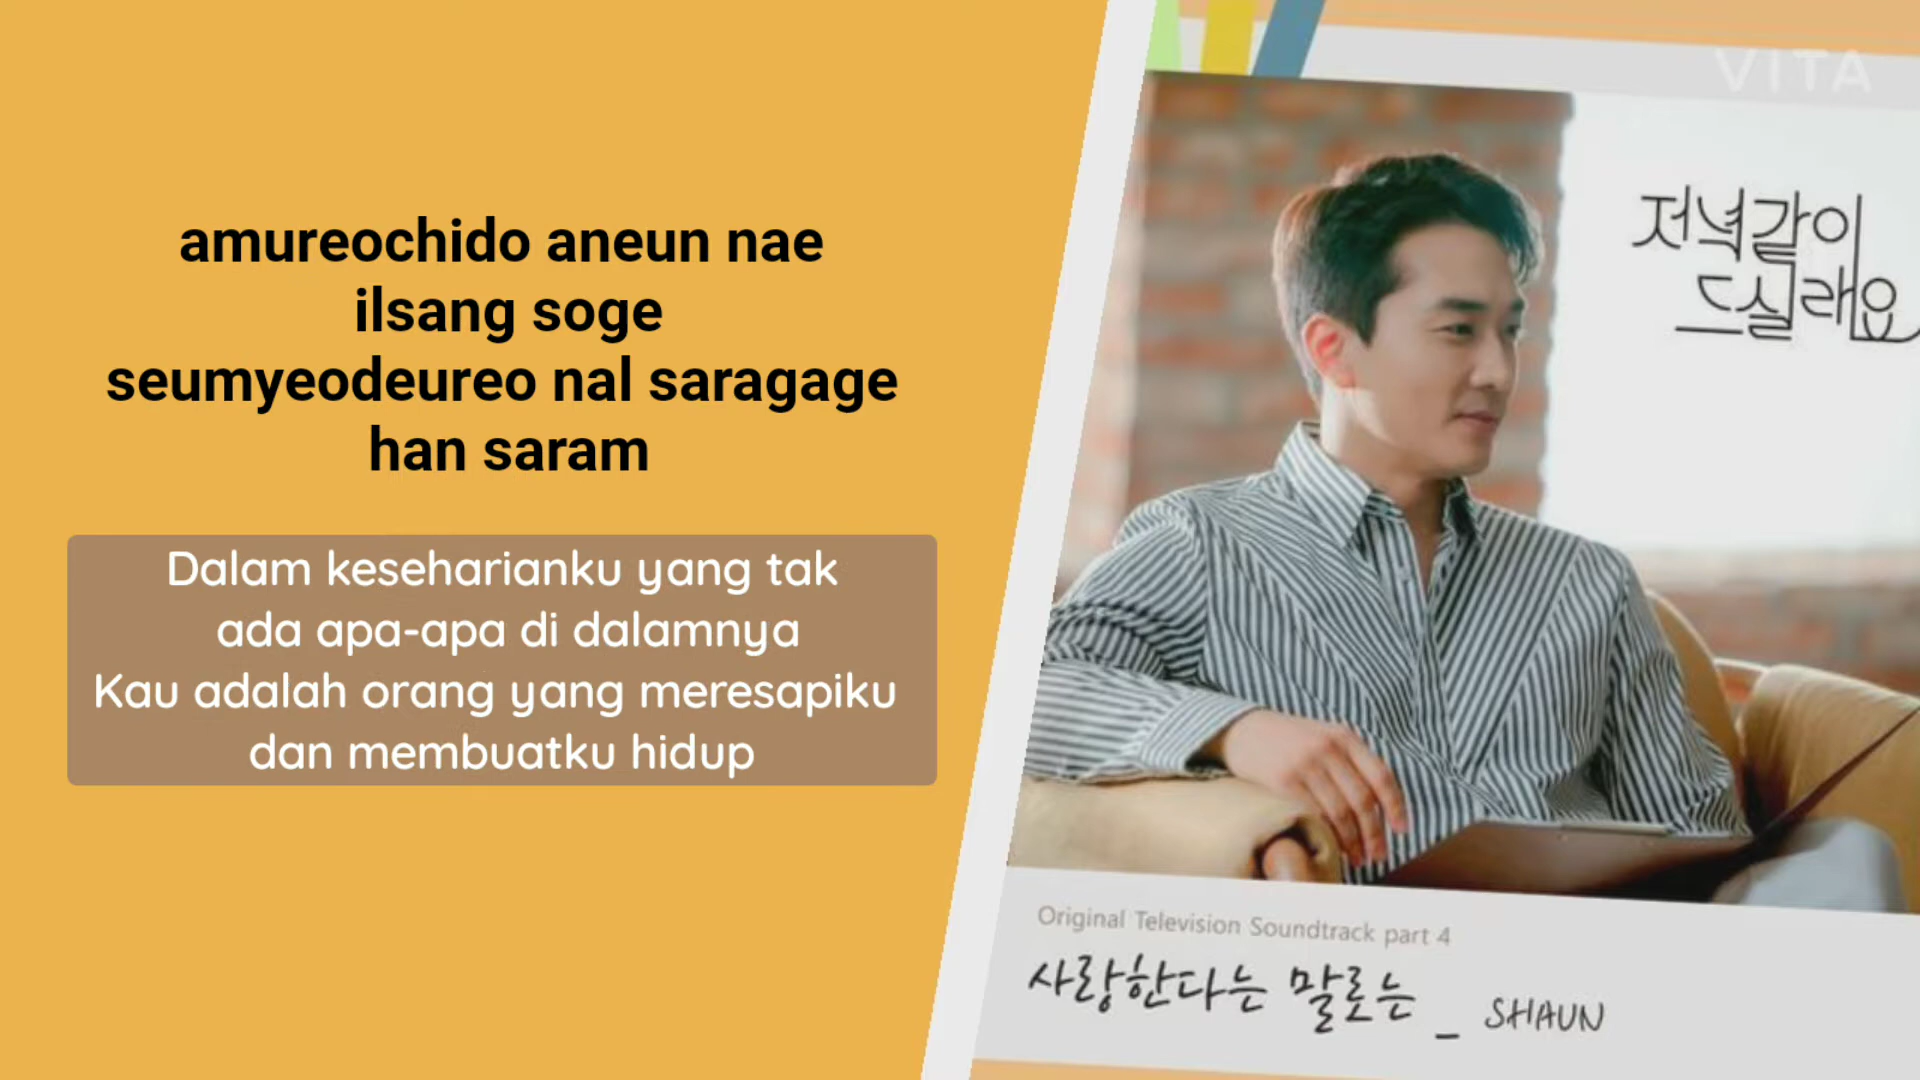 amureochido aneun nae
ilsang soge
seumyeodeureo nal saragage
han saram
Dalam keseharianku yang tak
ada apa-apa di dalamnya
Kau adalah orang yang meresapiku
dan membuatku hidup
VITA
저녁같이
드실래요
Original Television Soundtrack part 4
사랑한다는 말로는 _ SHAUN